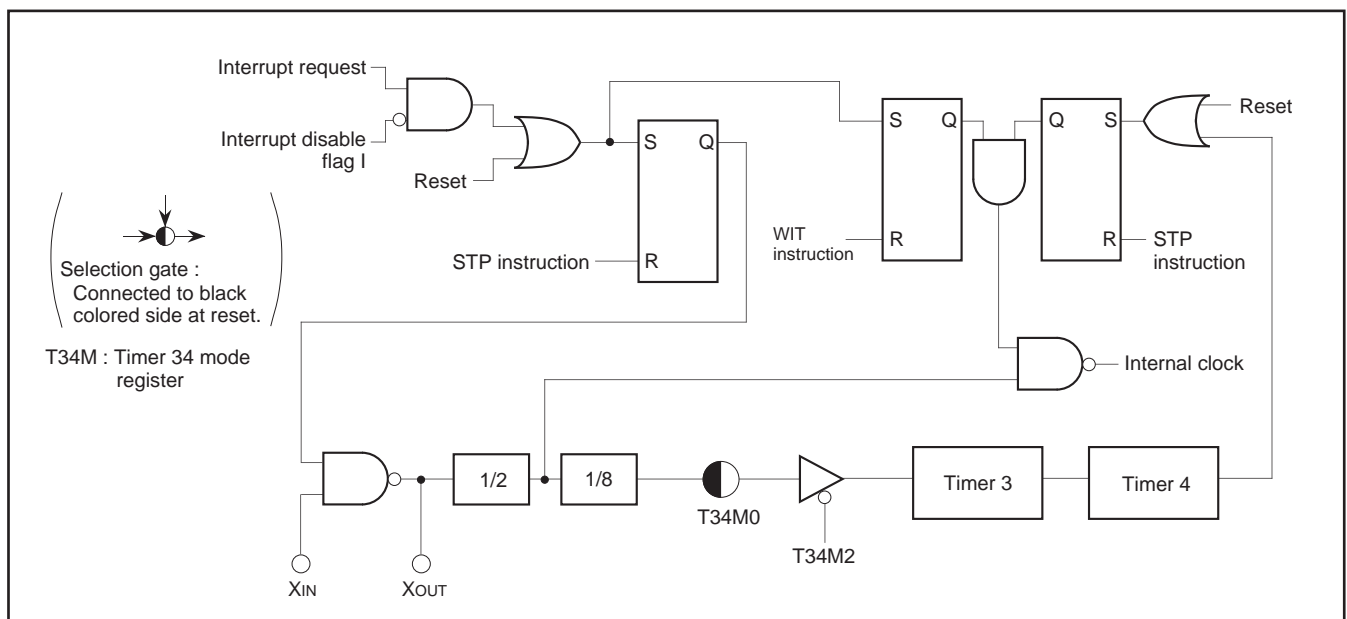 Interrupt request
Interrupt disable
flag I
Reset
S
Q
R
STP instruction
S
Q
R
WIT
instruction
Q
S
R
Reset
STP
instruction
Selection gate :
Connected to black
colored side at reset.
T34M : Timer 34 mode
register
Internal clock
1/2
1/8
T34M0
T34M2
Timer 3
Timer 4
XIN
XOUT